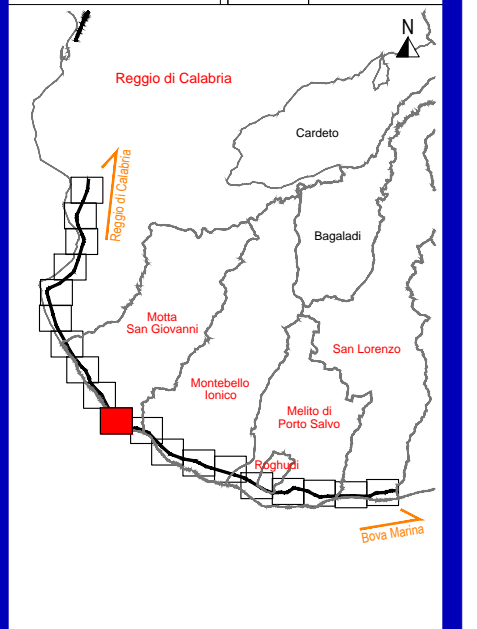 N
Reggio di Calabria
Cardeto
Reggio di Calabria
Bagaladi
Motta
San Giovanni
San Lorenzo
Montebello
Ionico
Melito di
Porto Salvo
Roghudi
Bova Marina